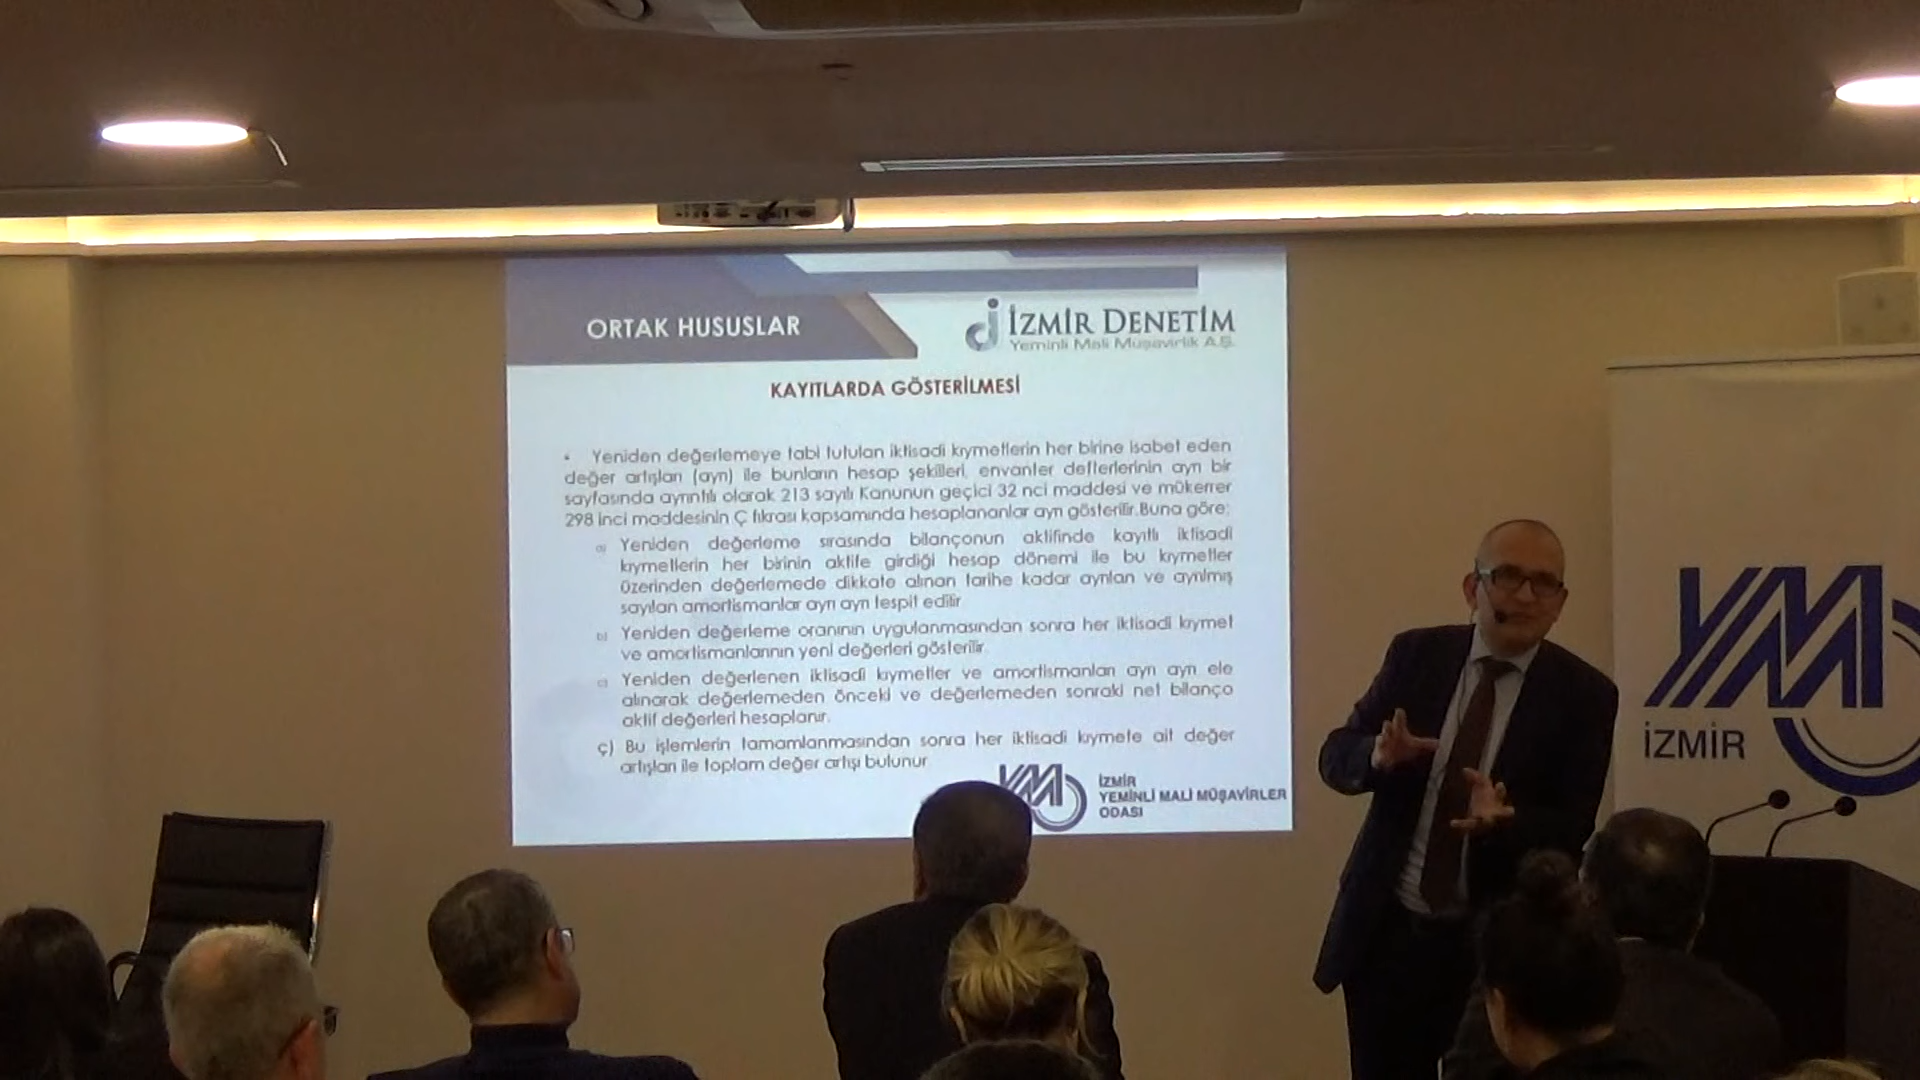 ORTAK HUSUSLAR
İZMİR DENETİM
Yeminli Mali Müşavirlik A.Ş.
KAYITLARDA GÖSTERİLMESİ
• Yeniden değerlemeye tabi tutulan iktisadi kıymetlerin her birine isabet eden
değer artışları (ayrı) ile bunların hesap şekilleri, envanter defterlerinin ayrı bir
sayfasında ayrıntılı olarak 213 sayılı Kanunun geçici 32 nci maddesi ve mükerrer
298 inci maddesinin Ç fıkrası kapsamında hesaplananlar ayrı gösterilir.Buna göre;
a) Yeniden değerleme sırasında bilançonun aktifinde kayıtlı iktisadi
kıymetlerin her birinin aktife girdiği hesap dönemi ile bu kıymetler
üzerinden değerlemede dikkate alınan tarihe kadar ayrılan ve ayrılmış
sayılan amortismanlar ayrı ayrı tespit edilir
b) Yeniden değerleme oranının uygulanmasından sonra her iktisadi kıymet
ve amortismanlarının yeni değerleri gösterilir
c) Yeniden değerlenen iktisadi kıymetler ve amortismanları ayrı ayrı ele
alınarak değerlemeden önceki ve değerlemeden sonraki net bilanço
aktif değerleri hesaplanır.
ç) Bu işlemlerin tamamlanmasından sonra her iktisadi kıymete ait değer
artışları ile toplam değer artışı bulunur
YMM
İZMİR
YEMİNLİ MALİ MÜŞAVİRLER
ODASI
YMM
İZMİR